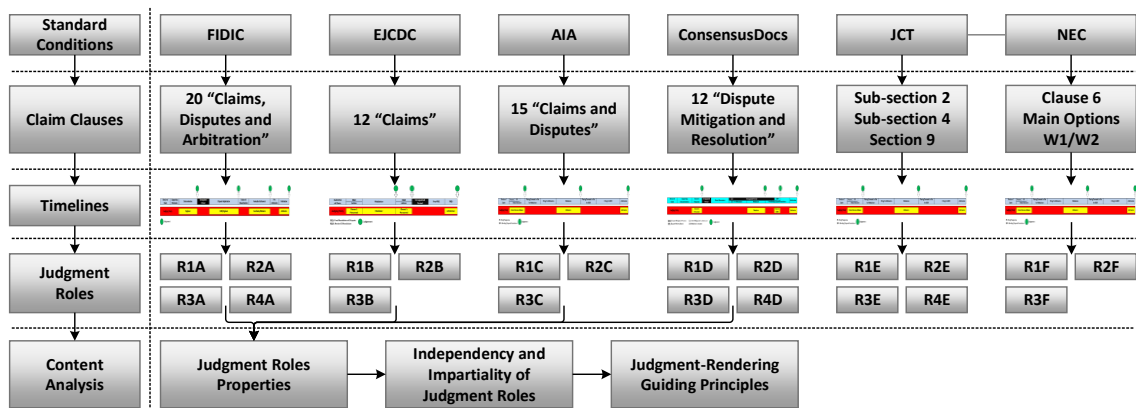 Standard
Conditions
FIDIC
EJCDC
AIA
ConsensusDocs
JCT
NEC
Claim Clauses
20 “Claims,
Disputes and
Arbitration”
12 “Claims”
15 “Claims and
Disputes”
12 “Dispute
Mitigation and
Resolution”
Sub-section 2
Sub-section 4
Section 9
Clause 6
Main Options
W1/W2
Timelines
Judgment
Roles
R1A
R2A
R3A
R4A
R1B
R2B
R3B
R1C
R2C
R3C
R1D
R2D
R3D
R4D
R1E
R2E
R3E
R4E
R1F
R2F
R3F
Content
Analysis
Judgment Roles
Properties
Independency and
Impartiality of
Judgment Roles
Judgment-Rendering
Guiding Principles